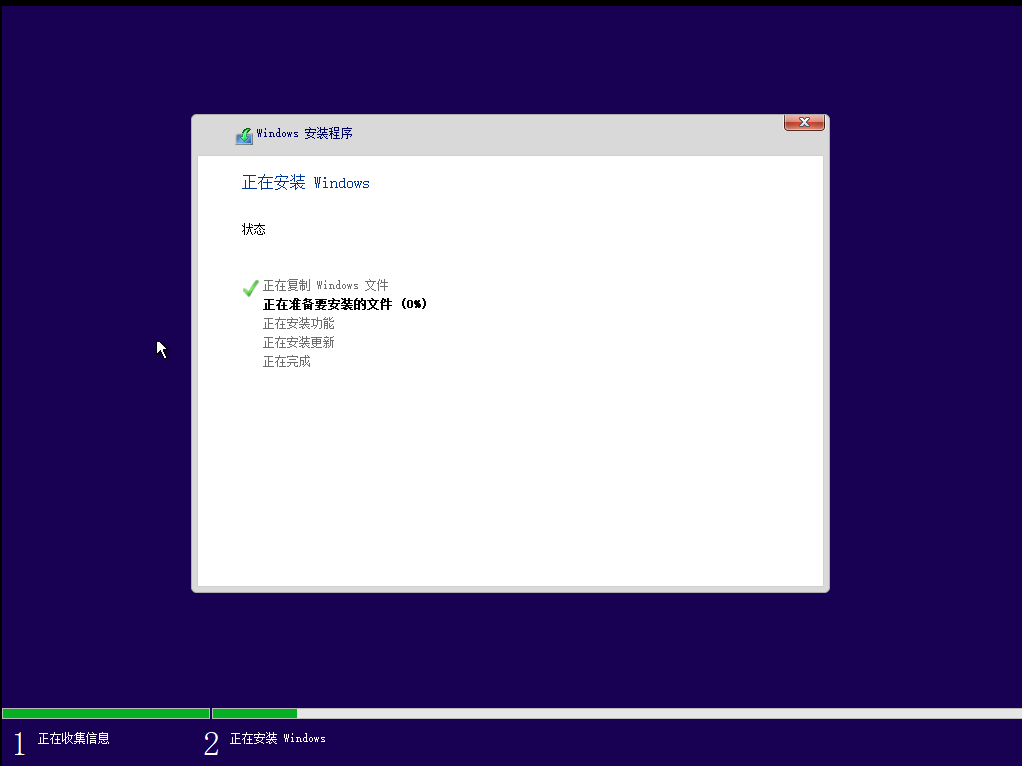 Windows 安装程序
正在安装 Windows
状态
正在复制 Windows 文件
正在准备要安装的文件 (0%)
正在安装功能
正在安装更新
正在完成
1 正在收集信息
2 正在安装 Windows